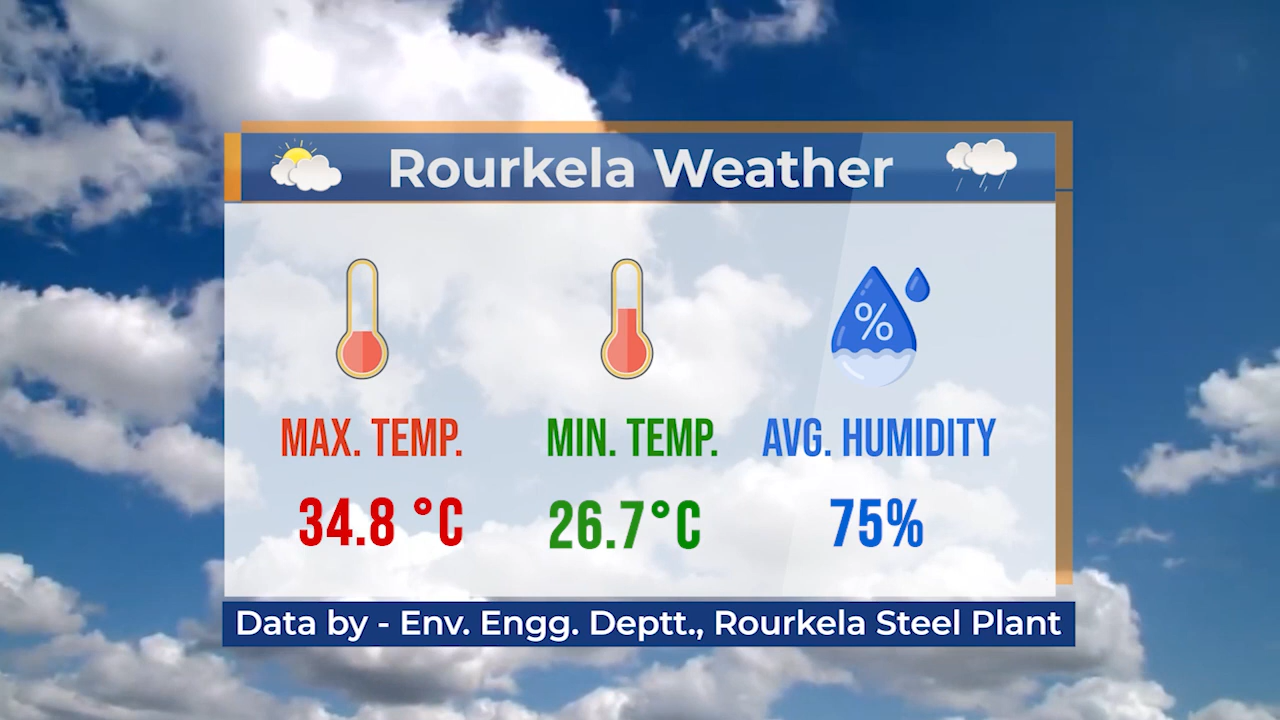 Rourkela Weather
%
MAX. TEMP. MIN. TEMP. AVG. HUMIDITY
34.8 °C 26.7°C 75%
Data by - Env. Engg. Deptt., Rourkela Steel Plant